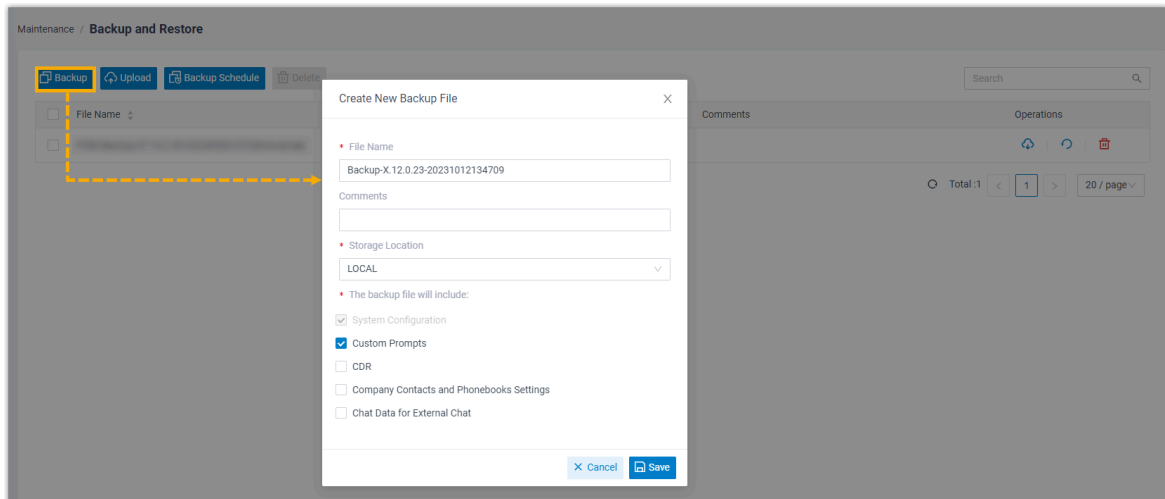 Maintenance / Backup and Restore
Backup Upload Backup Schedule Delete Search
File Name Comments Operations
Total :1 < 1 > 20 / page
Create New Backup File
* File Name
Backup-X.12.0.23-20231012134709
Comments
* Storage Location
LOCAL
* The backup file will include:
System Configuration
Custom Prompts
CDR
Company Contacts and Phonebooks Settings
Chat Data for External Chat
Cancel Save